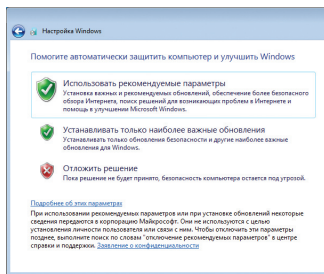 Настройка Windows
Помогите автоматически защитить компьютер и улучшить Windows
Использовать рекомендуемые параметры
Установка важных и рекомендуемых обновлений, обеспечение более безопасного
обзора Интернета, поиск решений для возникающих проблем в Интернете и
помощь в улучшении Microsoft Windows.
Устанавливать только наиболее важные обновления
Устанавливать только обновления безопасности и другие наиболее важные
обновления для Windows.
Отложить решение
Пока решение не будет принято, безопасность компьютера остается под угрозой.
Подробнее об этих параметрах
При использовании рекомендуемых параметров или при установке обновлений некоторые
сведения передаются в корпорацию Майкрософт. Они не используются с целью
установления личности пользователя или связи с ним. Чтобы отключить эти параметры
позднее, выполните поиск по словам "отключение рекомендуемых параметров" в центре
справки и поддержки. Заявление о конфиденциальности